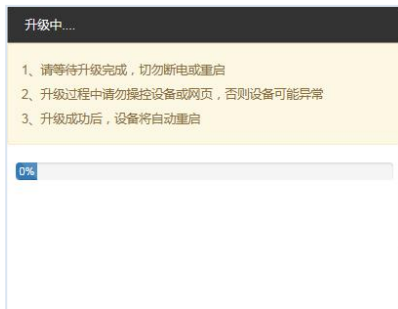 升级中....
1、请等待升级完成，切勿断电或重启
2、升级过程中请勿操控设备或网页，否则设备可能异常
3、升级成功后，设备将自动重启
0%